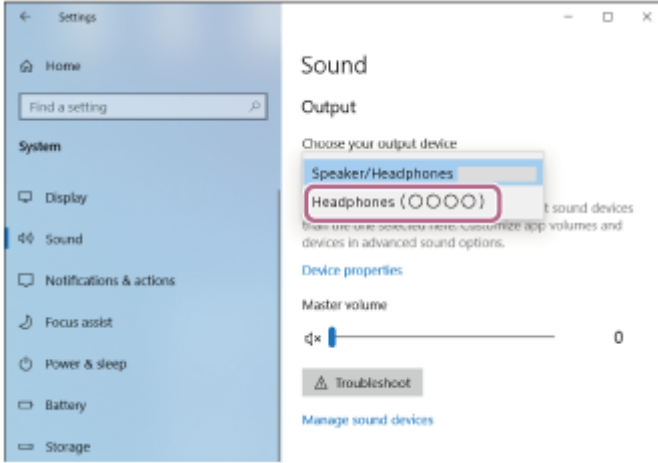 Settings
Home
Find a setting
System
Display
Sound
Notifications & actions
Focus assist
Power & sleep
Battery
Storage
Sound
Output
Choose your output device
Speaker/Headphones
Headphones (○○○○)
t sound devices
than the one selected here. Customize app volumes and
devices in advanced sound options.
Device properties
Master volume
0
Troubleshoot
Manage sound devices